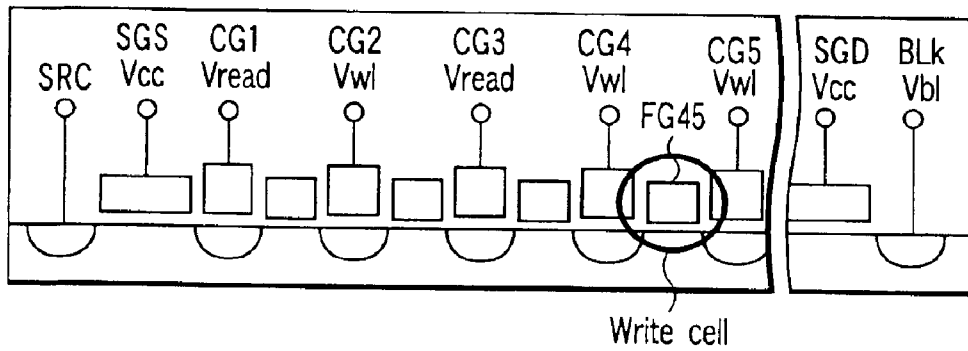 SRC
SGS
Vcc
CG1
Vread
CG2
Vwl
CG3
Vread
CG4
Vwl
FG45
CG5
Vwl
SGD
Vcc
BLk
Vbl
Write cell